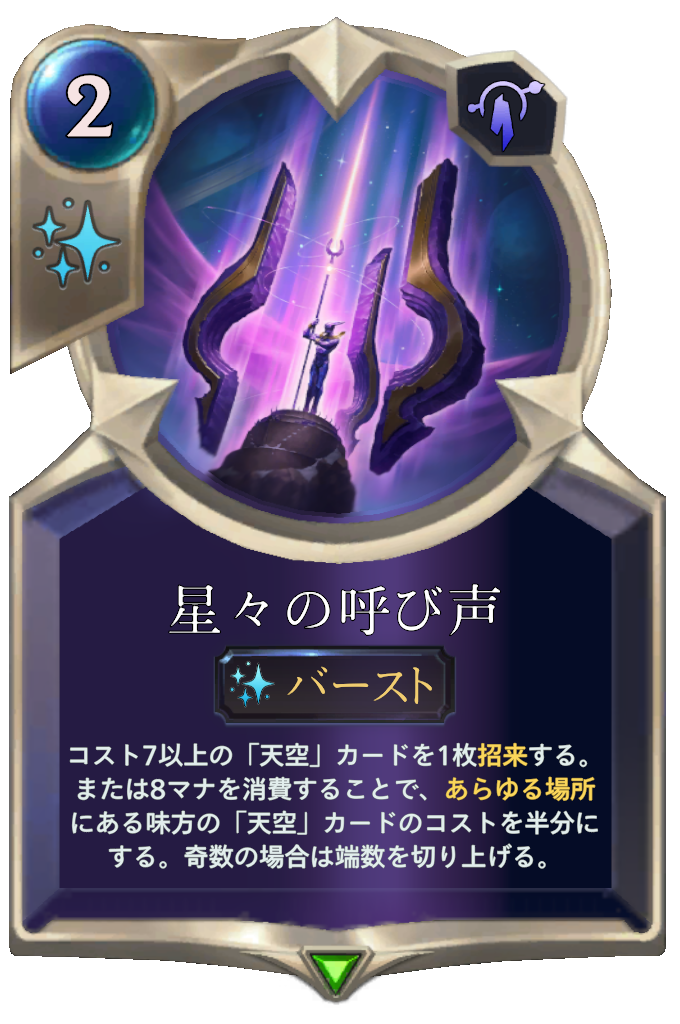 2
星々の呼び声
バースト
コスト7以上の「天空」カードを1枚招来する。
または8マナを消費することで、あらゆる場所
にある味方の「天空」カードのコストを半分に
する。奇数の場合は端数を切り上げる。